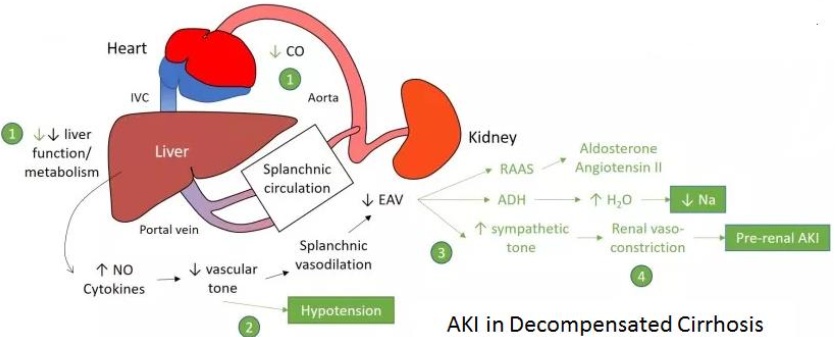 Heart
↓ CO
1
IVC
Aorta
1
↓↓ liver
function/
metabolism
Liver
Kidney
Splanchnic
circulation
Aldosterone
Angiotensin II
RAAS
↓ EAV
ADH
↑ H₂O
↓ Na
Portal vein
Splanchnic
vasodilation
↑ sympathetic
tone
Renal vaso-
constriction
Pre-renal AKI
3
4
↑ NO
Cytokines
↓ vascular
tone
Hypotension
2
AKI in Decompensated Cirrhosis